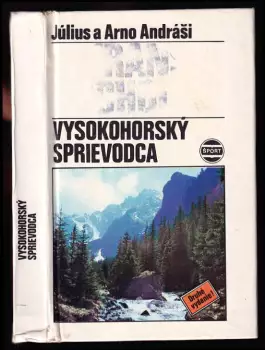 Július a Arno Andráši
VYSOKOHORSKÝ
SPRIEVODCA
ŠPORT
Druhé
vydanie!
VYSOKOHORSKÝ
SPRIEVODCA